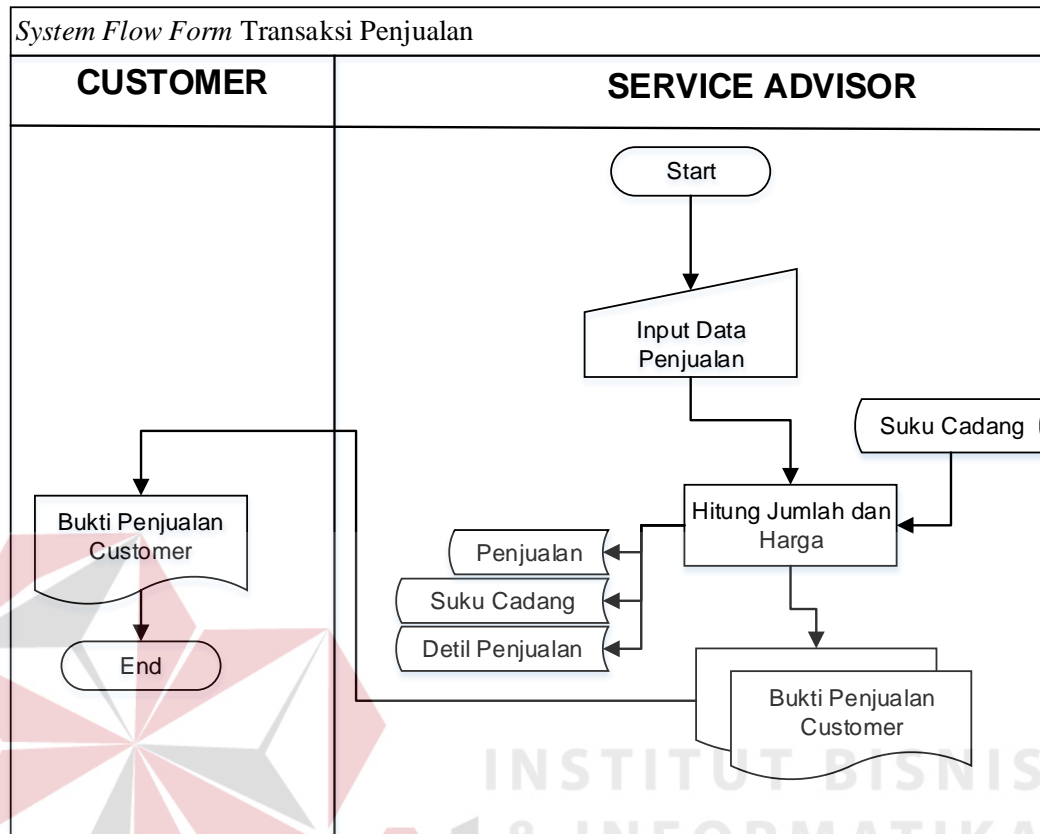 System Flow Form Transaksi Penjualan
CUSTOMER
SERVICE ADVISOR
Start
Input Data
Penjualan
Suku Cadang
Hitung Jumlah dan
Harga
Bukti Penjualan
Customer
Penjualan
Suku Cadang
Detil Penjualan
End
Bukti Penjualan
Customer
INSTITUT BISNIS
& INFORMATIKA